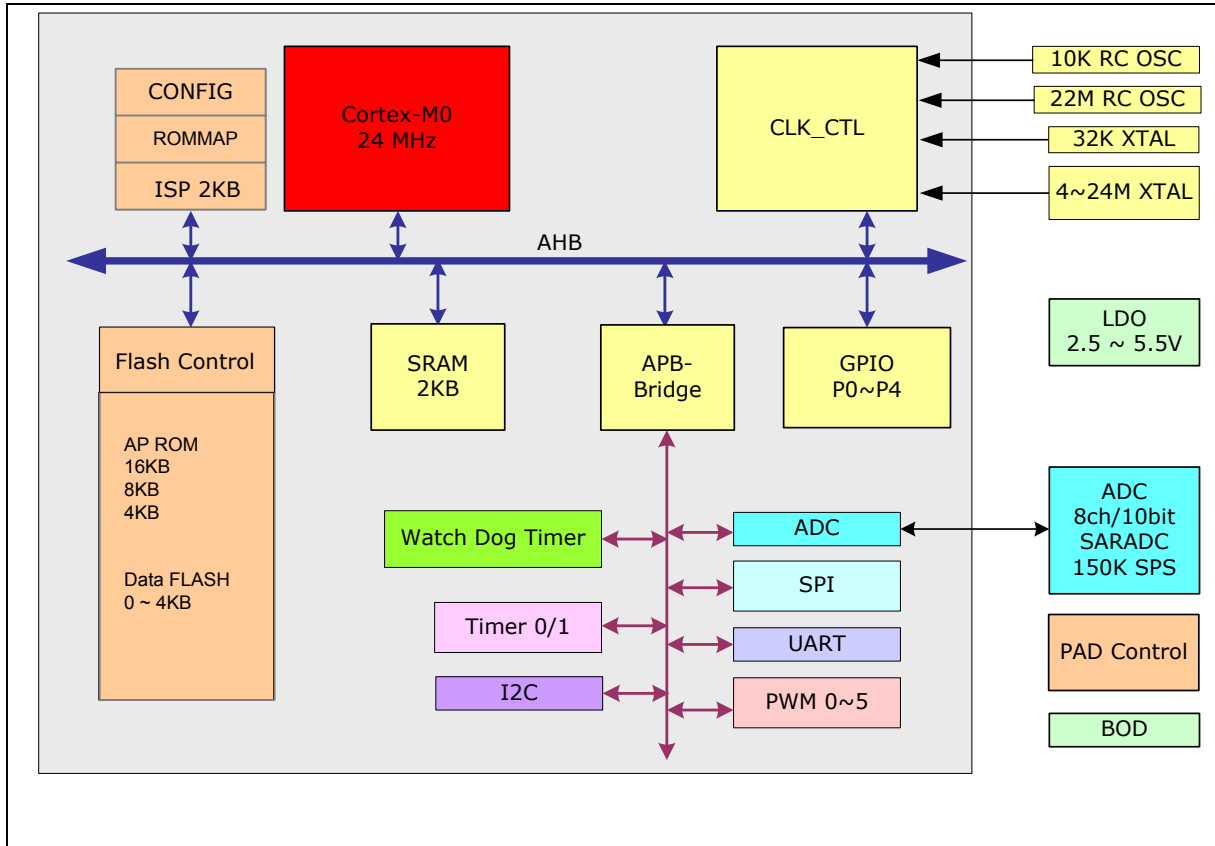 CONFIG
ROMMAP
ISP 2KB
Cortex-M0
24 MHz
CLK_CTL
10K RC OSC
22M RC OSC
32K XTAL
4~24M XTAL
AHB
Flash Control
AP ROM
16KB
8KB
4KB
Data FLASH
0 ~ 4KB
SRAM
2KB
APB-
Bridge
GPIO
P0~P4
LDO
2.5 ~ 5.5V
Watch Dog Timer
Timer 0/1
I2C
ADC
SPI
UART
PWM 0~5
ADC
8ch/10bit
SARADC
150K SPS
PAD Control
BOD